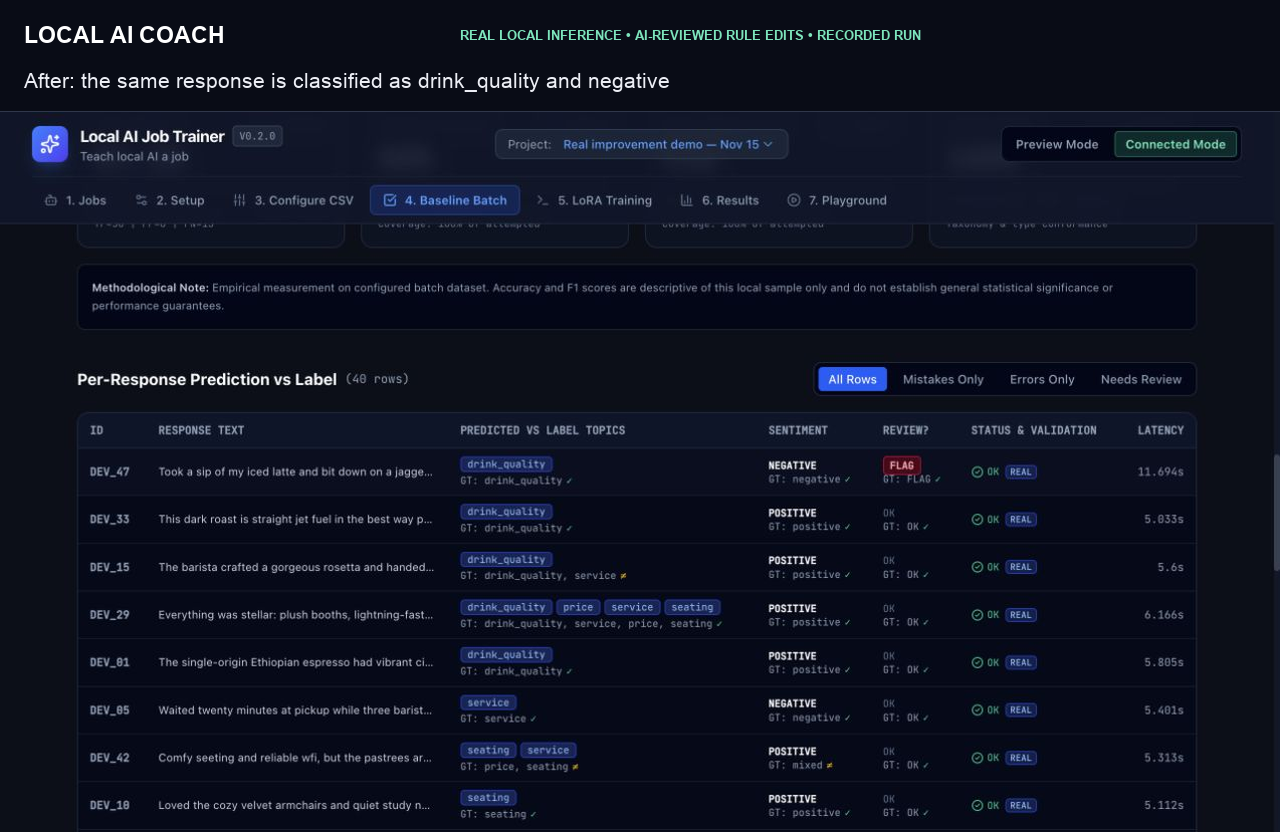 LOCAL AI COACH
REAL LOCAL INFERENCE • AI-REVIEWED RULE EDITS • RECORDED RUN
After: the same response is classified as drink_quality and negative
Local AI Job Trainer V0.2.0
Teach local AI a job
Project: Real improvement demo — Nov 15
Preview Mode Connected Mode
1. Jobs 2. Setup 3. Configure CSV 4. Baseline Batch 5. LoRA Training 6. Results 7. Playground
Coverage: 100% of attempted Coverage: 100% of attempted Taxonomy & type conformance
Methodological Note: Empirical measurement on configured batch dataset. Accuracy and F1 scores are descriptive of this local sample only and do not establish general statistical significance or
performance guarantees.
Per-Response Prediction vs Label (40 rows)
All Rows Mistakes Only Errors Only Needs Review
ID RESPONSE TEXT PREDICTED VS LABEL TOPICS SENTIMENT REVIEW? STATUS & VALIDATION LATENCY
DEV_47 Took a sip of my iced latte and bit down on a jagge... drink_quality NEGATIVE FLAG OK REAL 11.694s
GT: drink_quality ✓ GT: negative ✓ GT: FLAG ✓
DEV_33 This dark roast is straight jet fuel in the best way p... drink_quality POSITIVE OK OK REAL 5.033s
GT: drink_quality ✓ GT: positive ✓ GT: OK ✓
DEV_15 The barista crafted a gorgeous rosetta and handed... drink_quality POSITIVE OK OK REAL 5.6s
GT: drink_quality, service ≠ GT: positive ✓ GT: OK ✓
DEV_29 Everything was stellar: plush booths, lightning-fast... drink_quality price service seating POSITIVE OK OK REAL 6.166s
GT: drink_quality, service, price, seating ✓ GT: positive ✓ GT: OK ✓
DEV_01 The single-origin Ethiopian espresso had vibrant ci... drink_quality POSITIVE OK OK REAL 5.805s
GT: drink_quality ✓ GT: positive ✓ GT: OK ✓
DEV_05 Waited twenty minutes at pickup while three barist... service NEGATIVE OK OK REAL 5.401s
GT: service ✓ GT: negative ✓ GT: OK ✓
DEV_42 Comfy seeting and reliable wfi, but the pastrees ar... seating service POSITIVE OK OK REAL 5.313s
GT: price, seating ≠ GT: mixed ≠ GT: OK ✓
DEV_10 Loved the cozy velvet armchairs and quiet study n... seating POSITIVE OK OK REAL 5.112s
GT: seating ✓ GT: positive ✓ GT: OK ✓